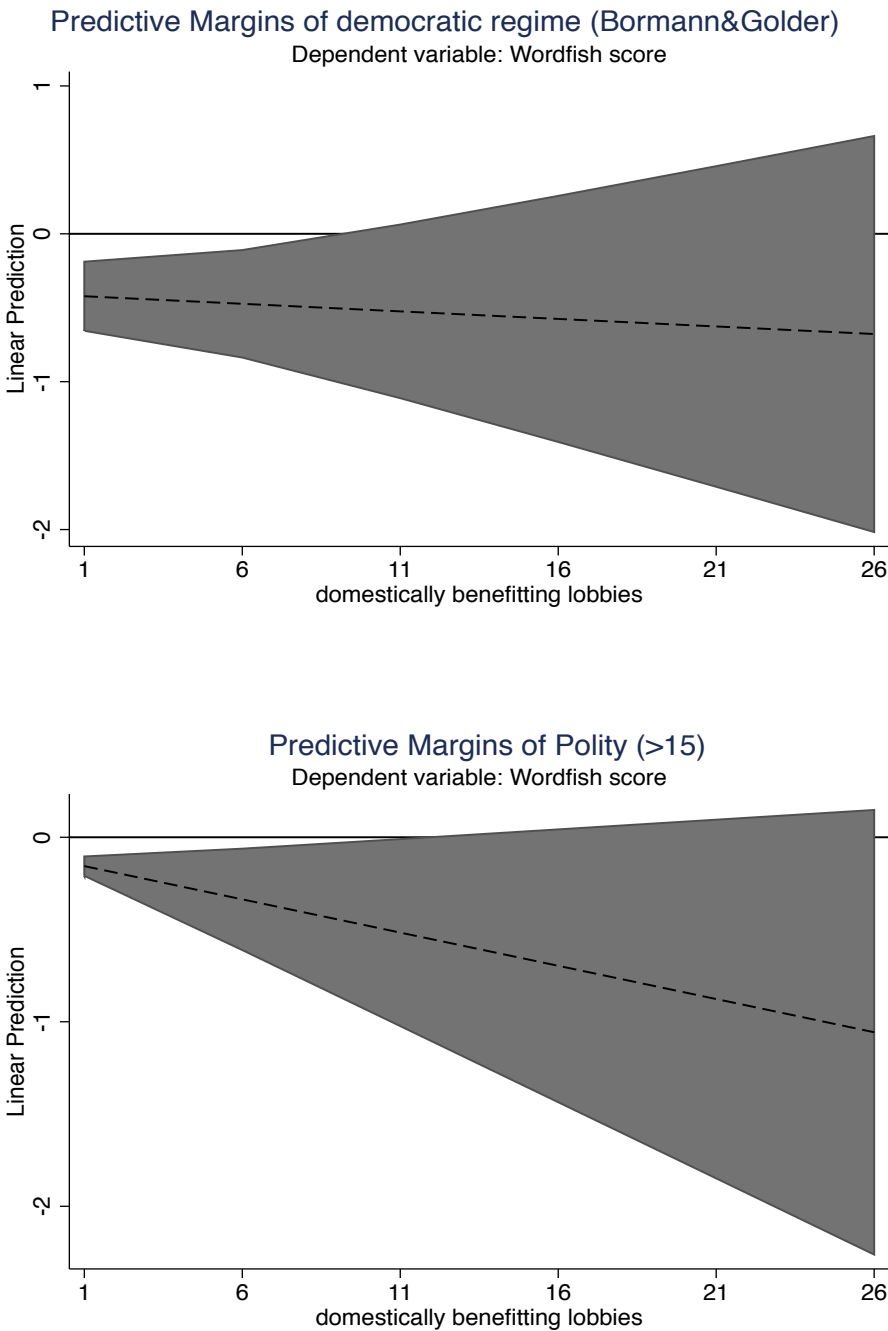 Predictive Margins of democratic regime (Bormann&Golder)
Dependent variable: Wordfish score
1
0
-1
-2
Linear Prediction
1 6 11 16 21 26
domestically benefitting lobbies
Predictive Margins of Polity (>15)
Dependent variable: Wordfish score
0
-1
-2
Linear Prediction
1 6 11 16 21 26
domestically benefitting lobbies